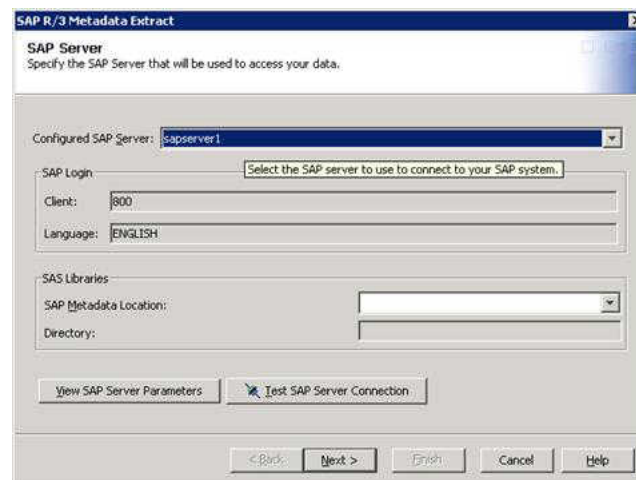 SAP R/3 Metadata Extract
SAP Server
Specify the SAP Server that will be used to access your data.
Configured SAP Server: sapserver1
Select the SAP server to use to connect to your SAP system.
SAP Login
Client: 800
Language: ENGLISH
SAS Libraries
SAP Metadata Location:
Directory:
View SAP Server Parameters
Test SAP Server Connection
< Back
Next >
Finish
Cancel
Help